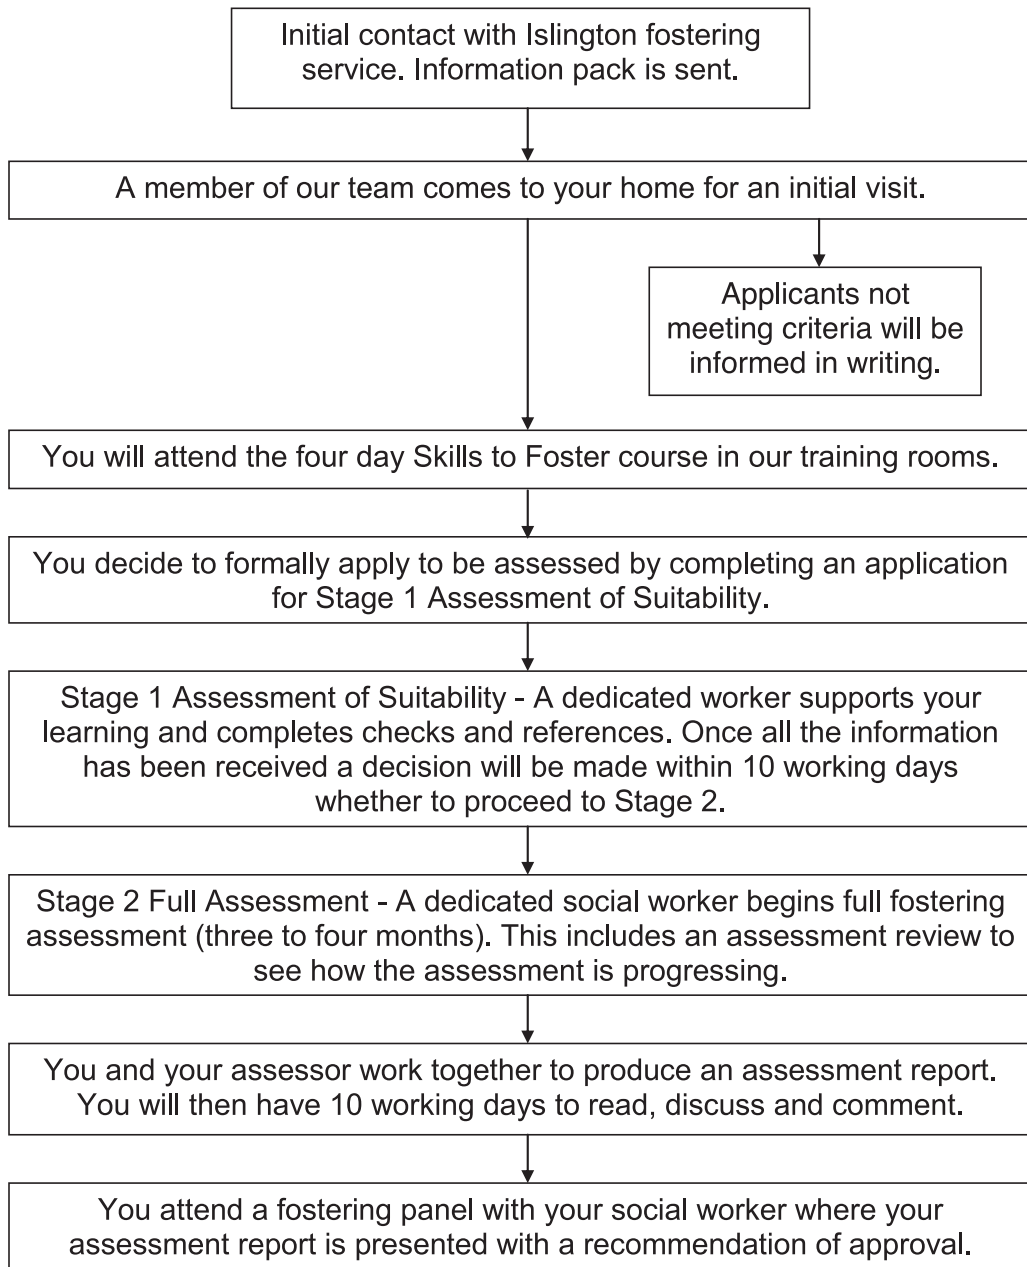 Initial contact with Islington fostering
service. Information pack is sent.
A member of our team comes to your home for an initial visit.
Applicants not
meeting criteria will be
informed in writing.
You will attend the four day Skills to Foster course in our training rooms.
You decide to formally apply to be assessed by completing an application
for Stage 1 Assessment of Suitability.
Stage 1 Assessment of Suitability - A dedicated worker supports your
learning and completes checks and references. Once all the information
has been received a decision will be made within 10 working days
whether to proceed to Stage 2.
Stage 2 Full Assessment - A dedicated social worker begins full fostering
assessment (three to four months). This includes an assessment review to
see how the assessment is progressing.
You and your assessor work together to produce an assessment report.
You will then have 10 working days to read, discuss and comment.
You attend a fostering panel with your social worker where your
assessment report is presented with a recommendation of approval.